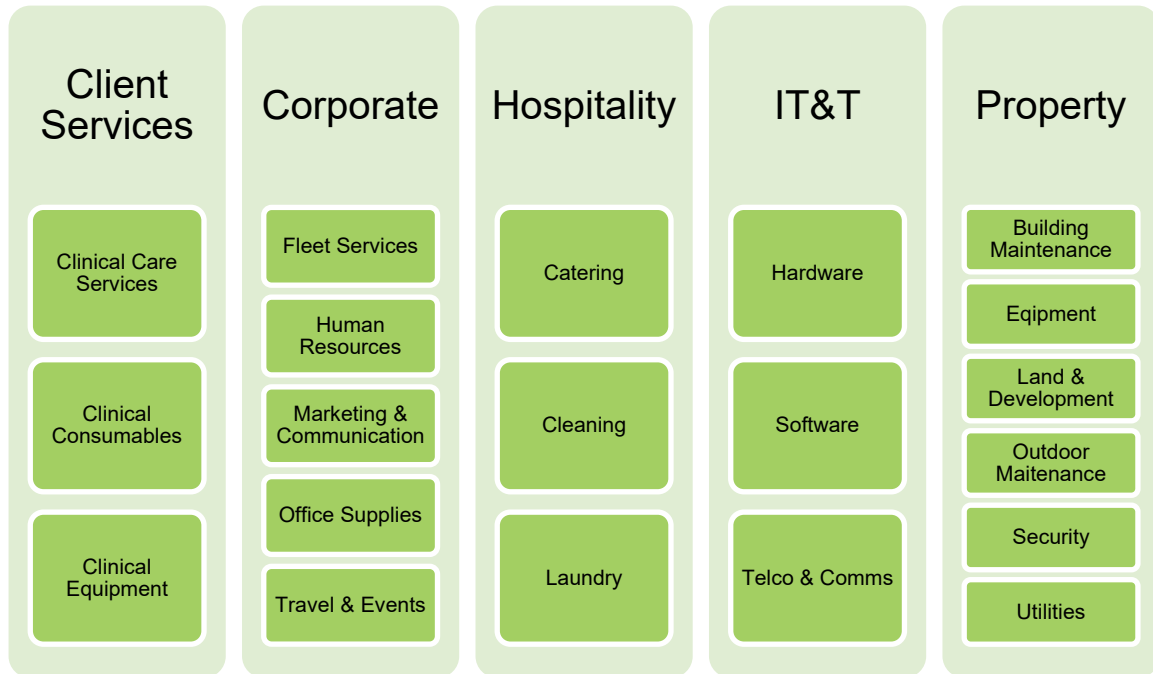 Client
Services
Clinical Care
Services
Clinical
Consumables
Clinical
Equipment
Corporate
Fleet Services
Human
Resources
Marketing &
Communication
Office Supplies
Travel & Events
Hospitality
Catering
Cleaning
Laundry
IT&T
Hardware
Software
Telco & Comms
Property
Building
Maintenance
Eqipment
Land &
Development
Outdoor
Maitenance
Security
Utilities